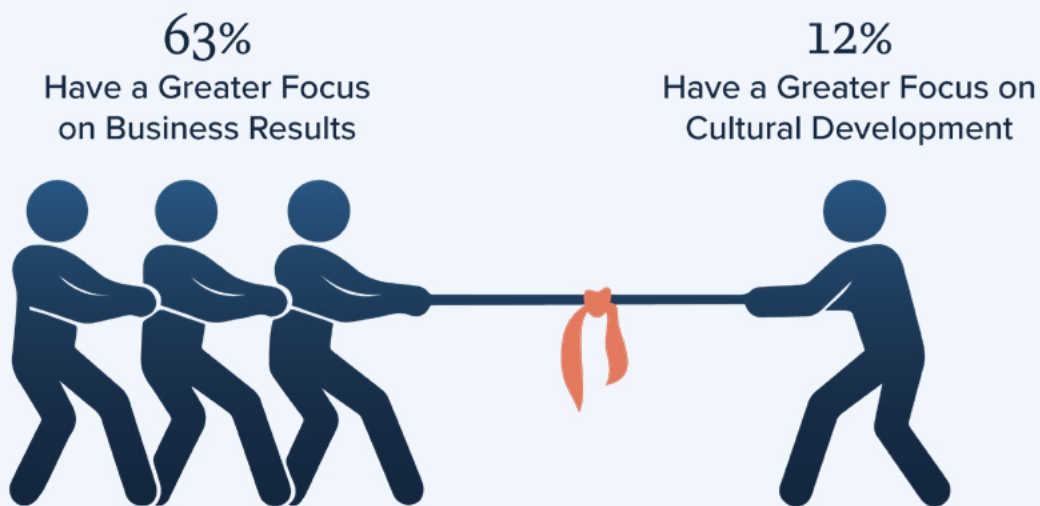 63%
Have a Greater Focus
on Business Results
12%
Have a Greater Focus on
Cultural Development